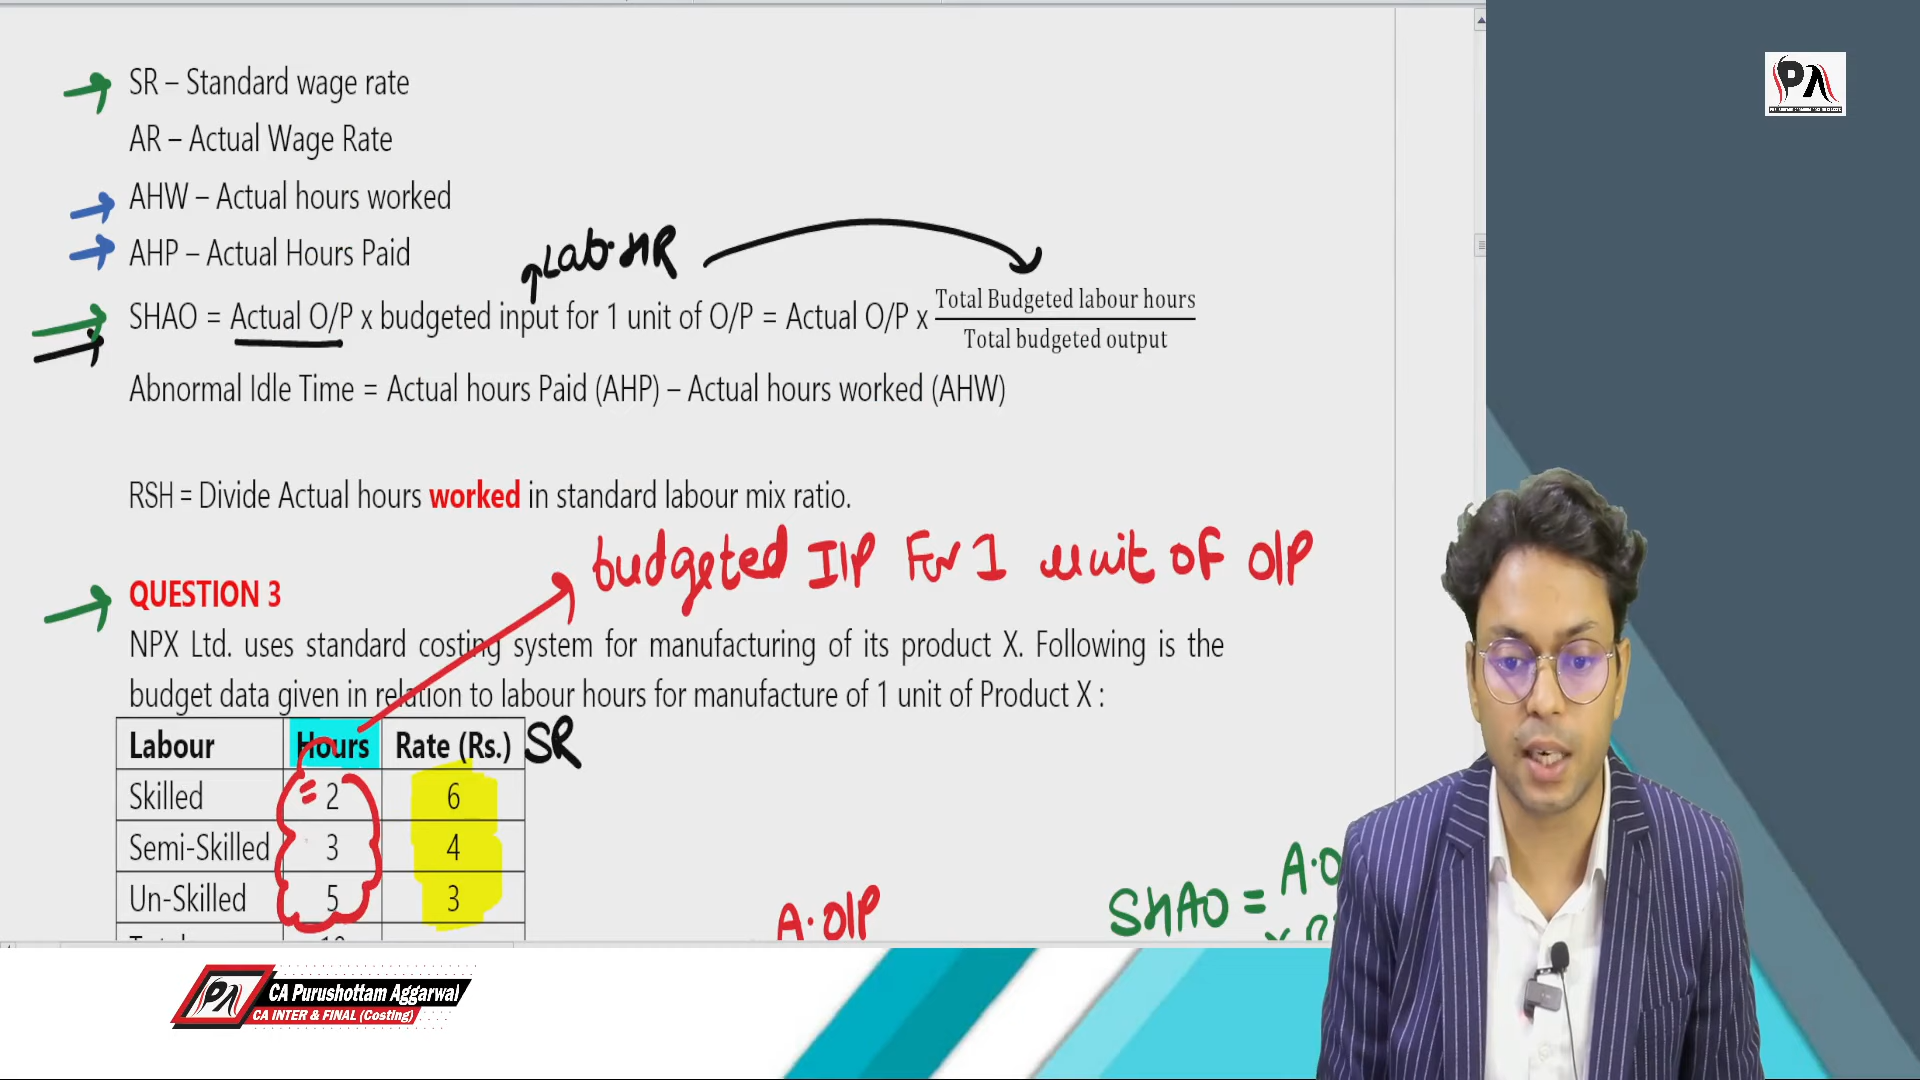 SR – Standard wage rate
AR – Actual Wage Rate
AHW – Actual hours worked
AHP – Actual Hours Paid
Lab. HR
SHAO = Actual O/P x budgeted input for 1 unit of O/P = Actual O/P x Total Budgeted labour hours
Total budgeted output
Abnormal Idle Time = Actual hours Paid (AHP) – Actual hours worked (AHW)
RSH = Divide Actual hours worked in standard labour mix ratio.
budgeted I/P For 1 unit of O/P
QUESTION 3
NPX Ltd. uses standard costing system for manufacturing of its product X. Following is the
budget data given in relation to labour hours for manufacture of 1 unit of Product X :
Labour Hours Rate (Rs.) SR
Skilled = 2 6
Semi-Skilled 3 4
Un-Skilled 5 3
A. O/P
SHAO = A.O
PA
CA Purushottam Aggarwal
CA INTER & FINAL (Costing)
PA